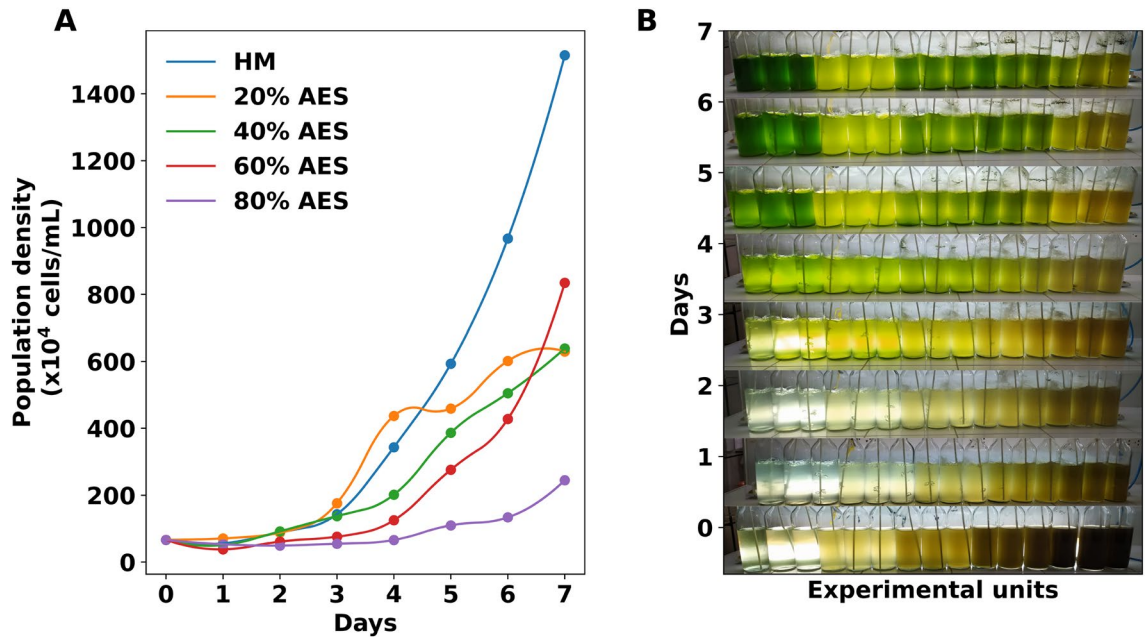 A
HM
20% AES
40% AES
60% AES
80% AES
1400
1200
1000
800
600
400
200
0
Population density
(x10⁴ cells/mL)
0 1 2 3 4 5 6 7
Days
B
7
6
5
4
3
2
1
0
Days
Experimental units